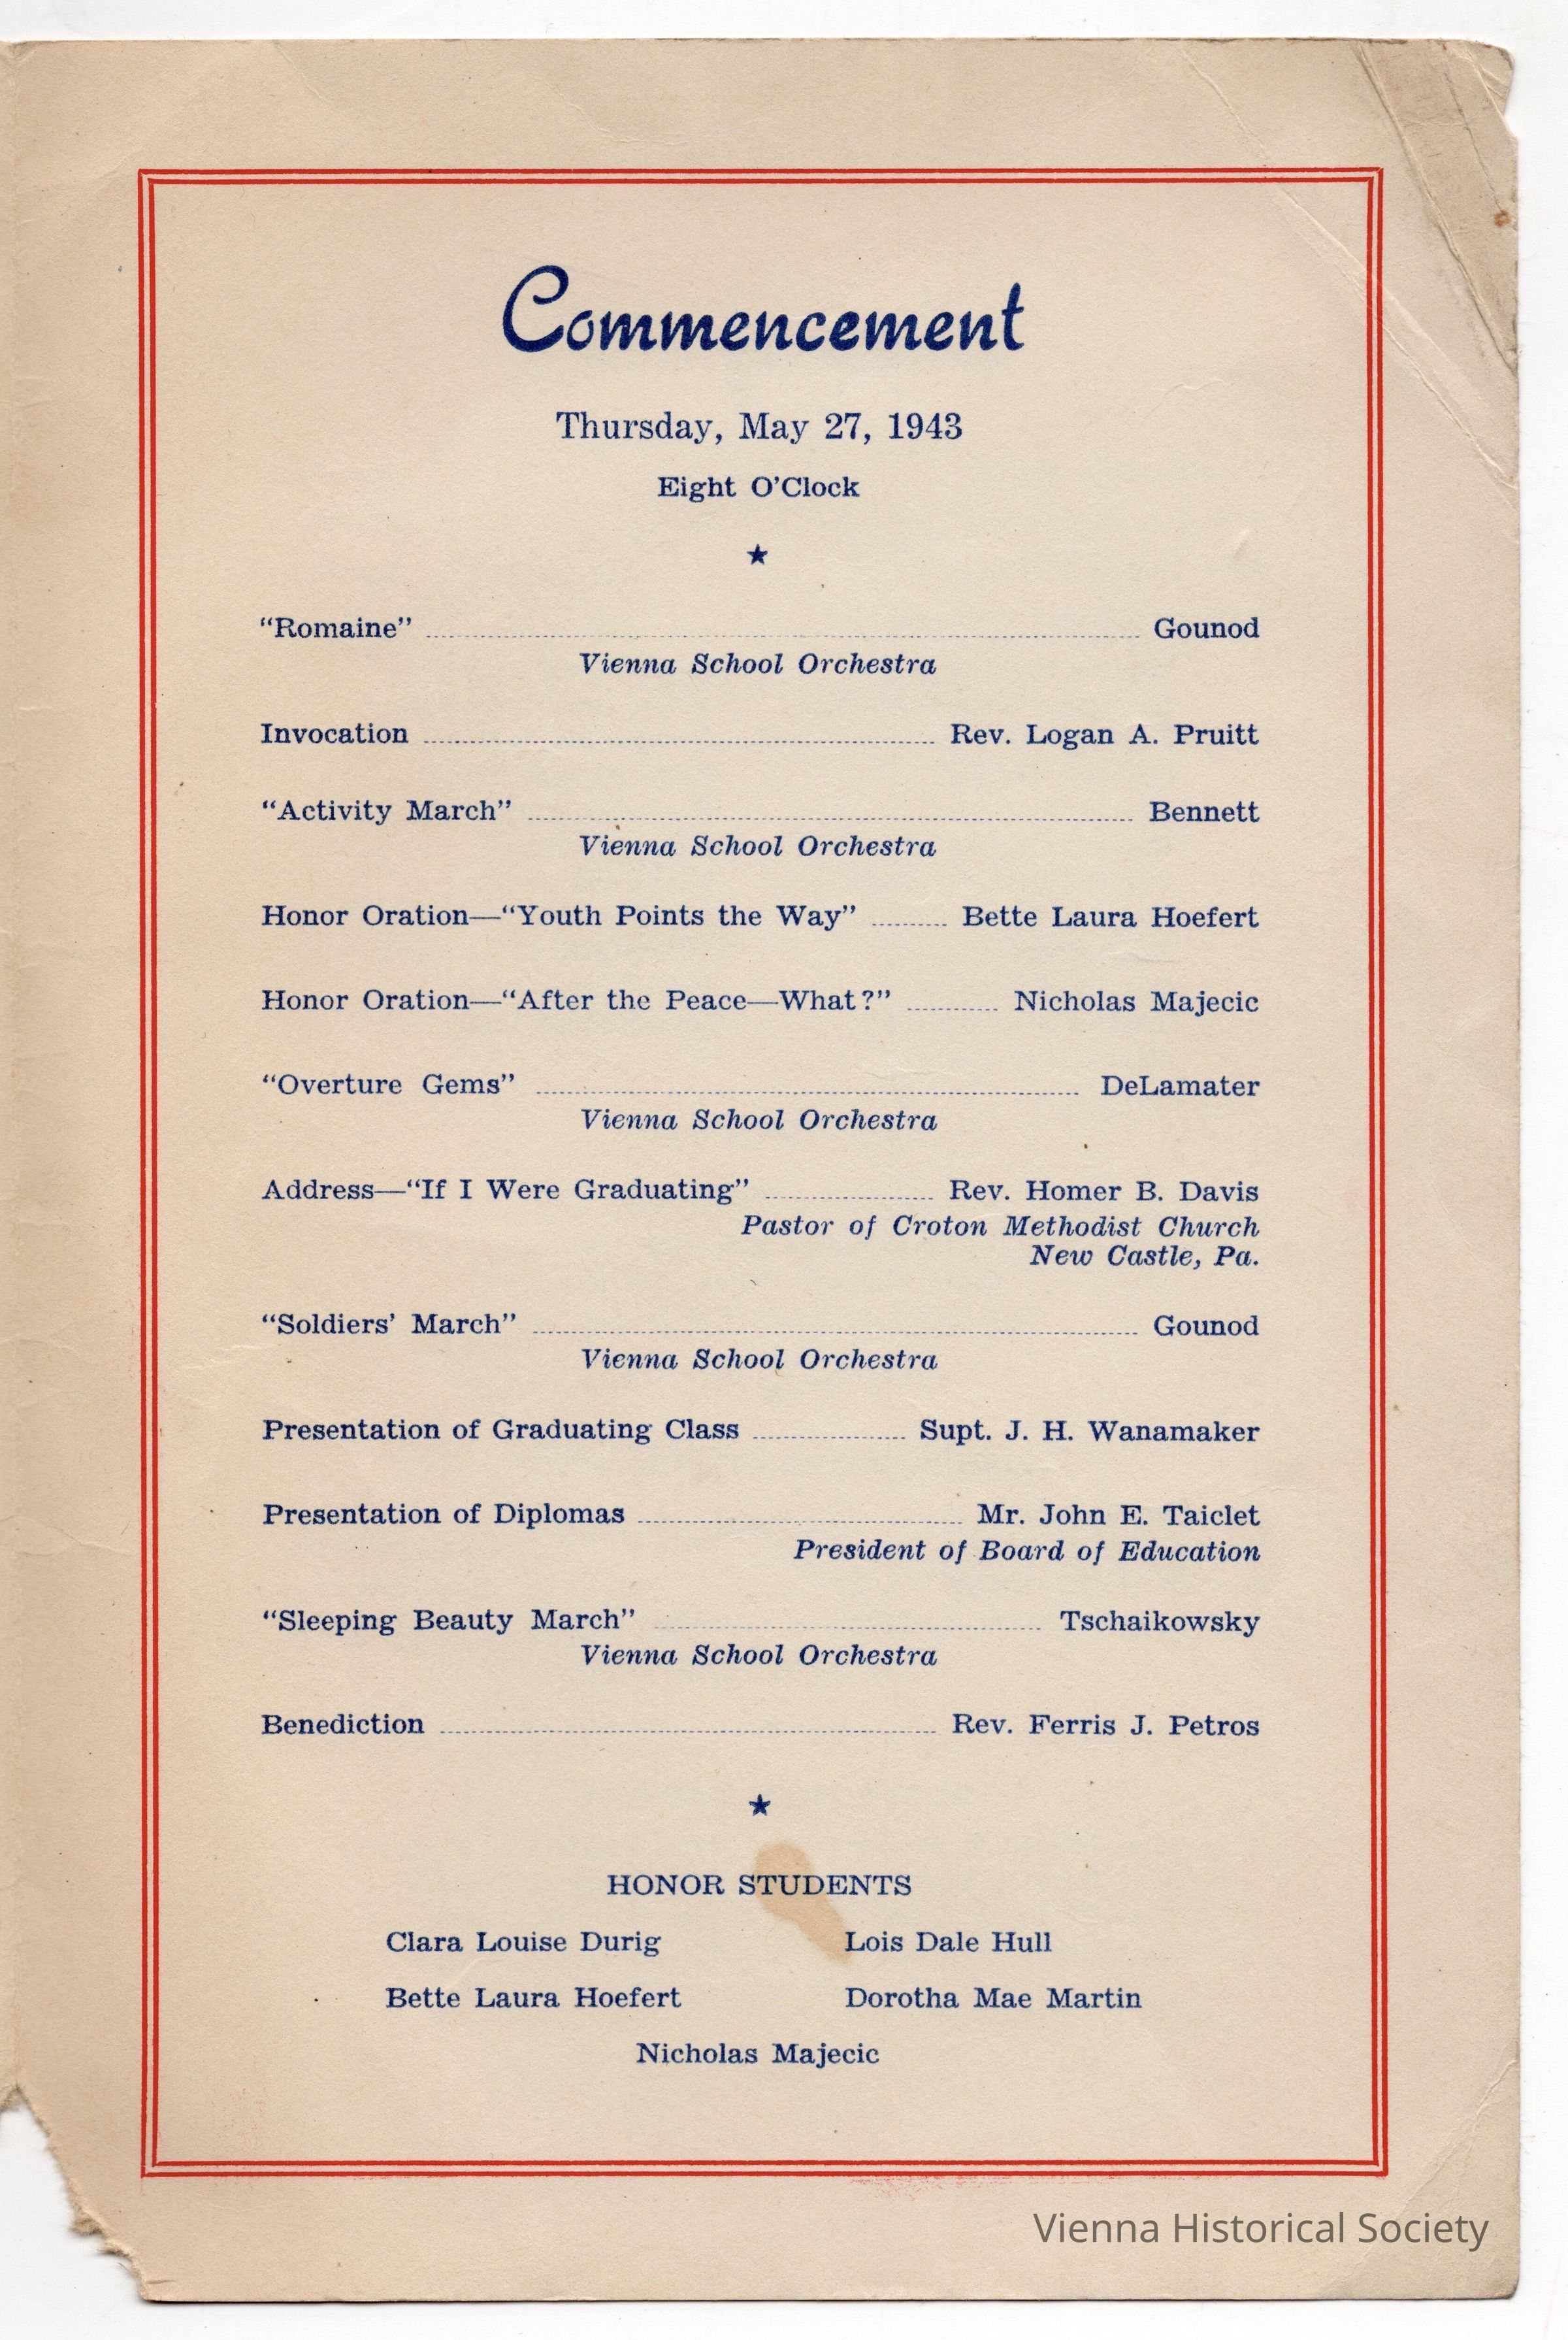 Commencement
Thursday, May 27, 1943
Eight O'Clock
"Romaine" Gounod
Vienna School Orchestra
Invocation Rev. Logan A. Pruitt
"Activity March" Bennett
Vienna School Orchestra
Honor Oration—"Youth Points the Way" Bette Laura Hoefert
Honor Oration—"After the Peace—What?" Nicholas Majecic
"Overture Gems" DeLamater
Vienna School Orchestra
Address—"If I Were Graduating" Rev. Homer B. Davis
Pastor of Croton Methodist Church
New Castle, Pa.
"Soldiers' March" Gounod
Vienna School Orchestra
Presentation of Graduating Class Supt. J. H. Wanamaker
Presentation of Diplomas Mr. John E. Taiclet
President of Board of Education
"Sleeping Beauty March" Tschaikowsky
Vienna School Orchestra
Benediction Rev. Ferris J. Petros
HONOR STUDENTS
Clara Louise Durig Lois Dale Hull
Bette Laura Hoefert Dorotha Mae Martin
Nicholas Majecic
Vienna Historical Society